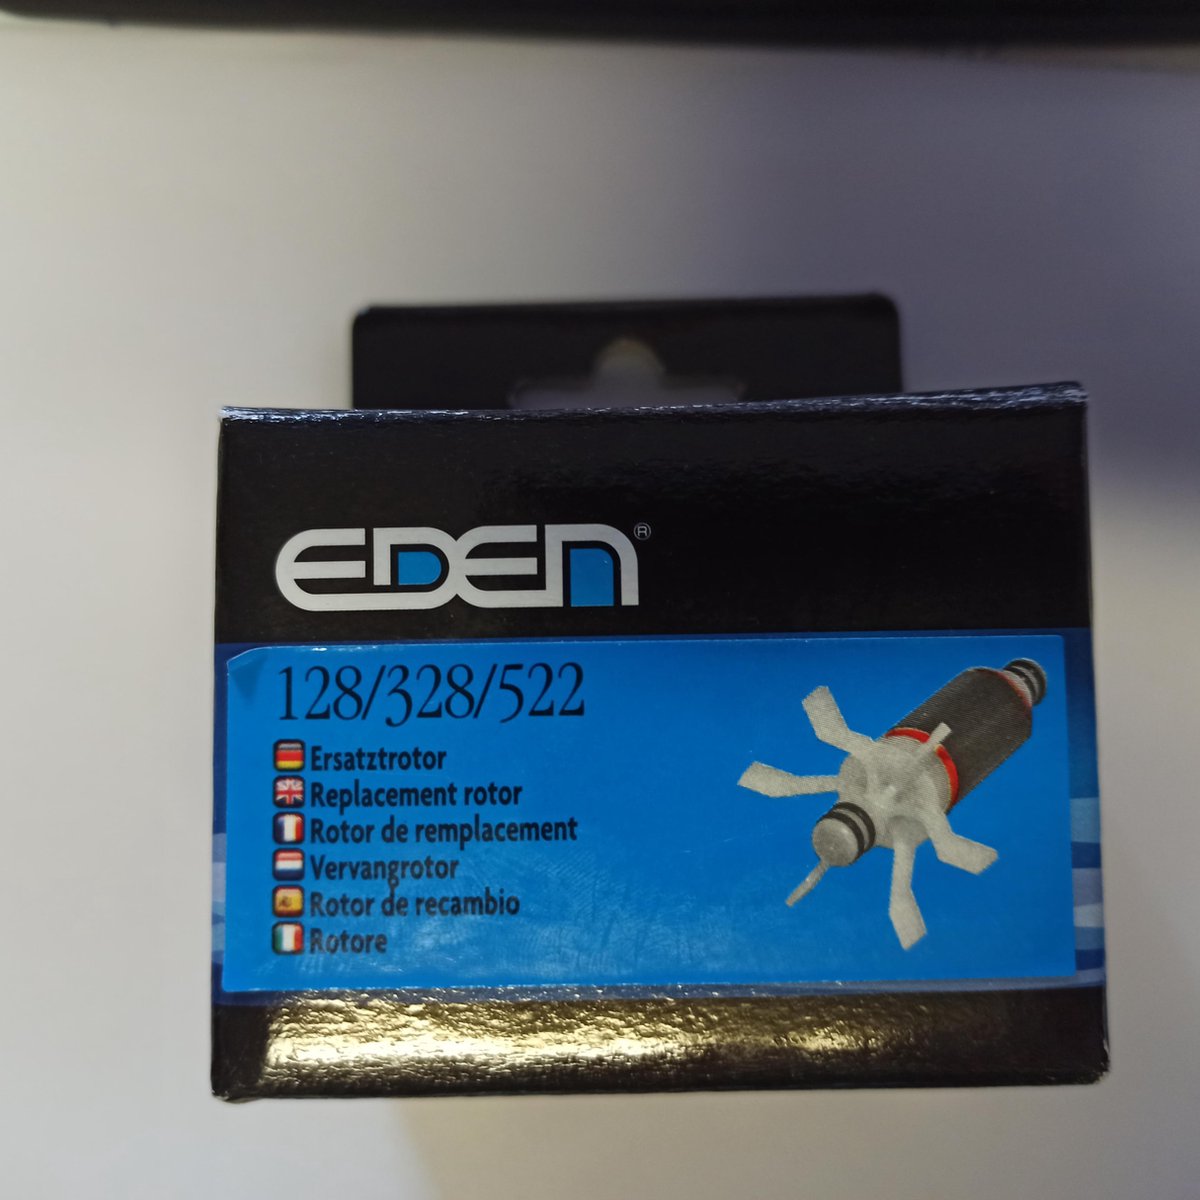 EDEN®
128/328/522
Ersatztrotor
Replacement rotor
Rotor de remplacement
Vervangrotor
Rotor de recambio
Rotore